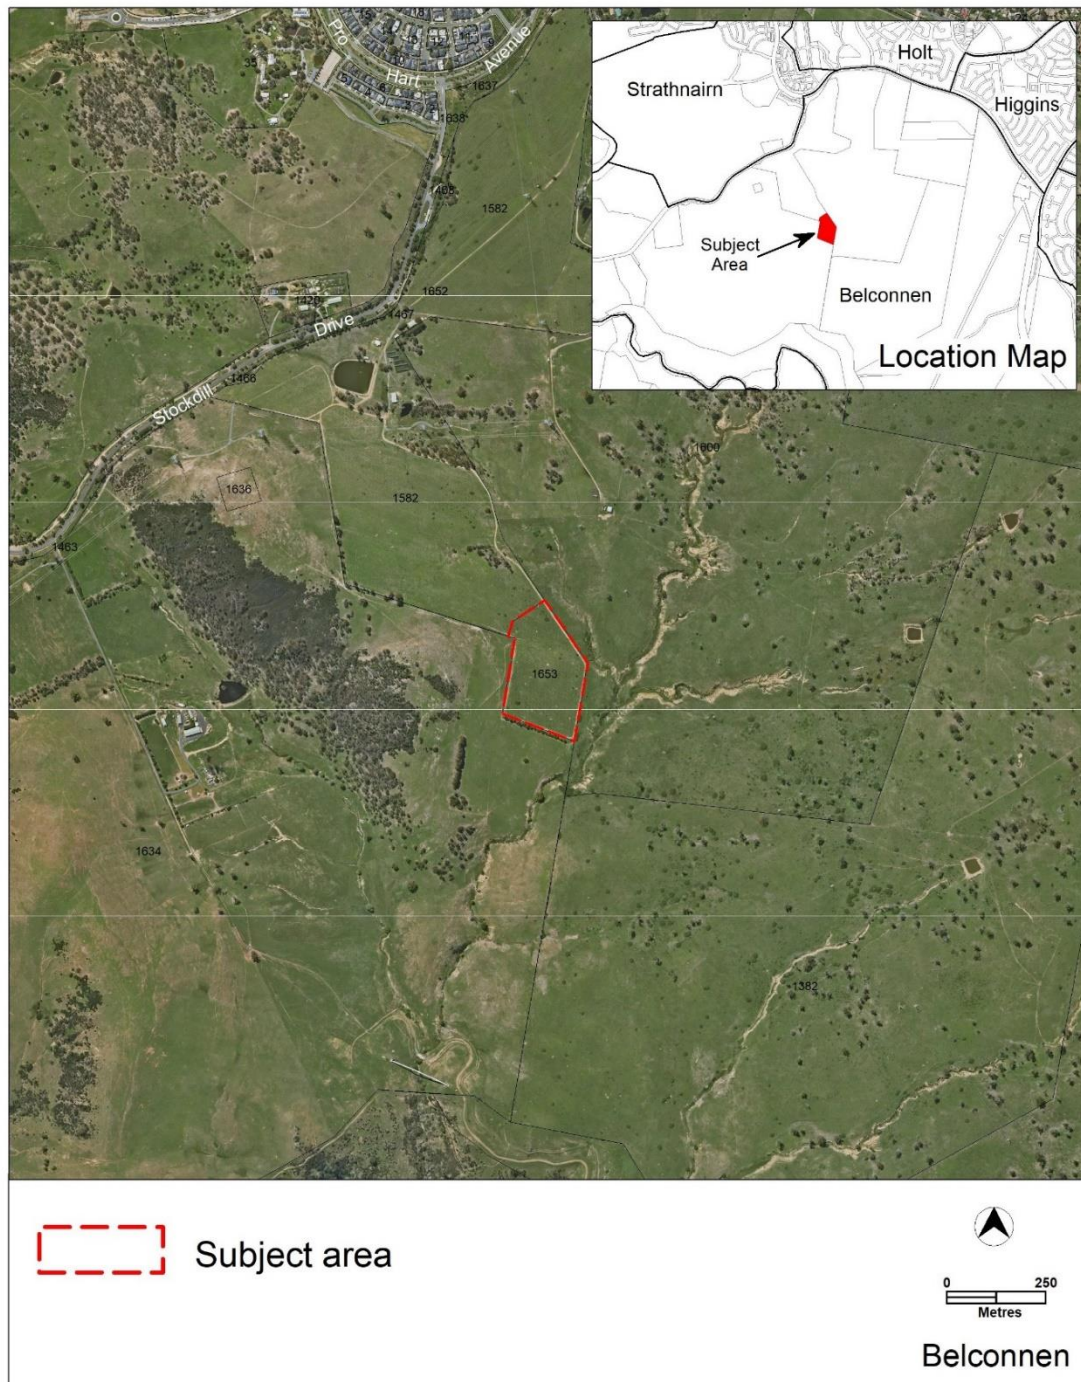 Pro
Hart
Avenue
1637
1638
1468
1582
1652
1420
1467
Drive
1466
Stockdill
1636
1582
1600
1463
1653
1634
1382
Strathnairn
Holt
Higgins
Subject
Area
Belconnen
Location Map
Subject area
0 250
Metres
Belconnen